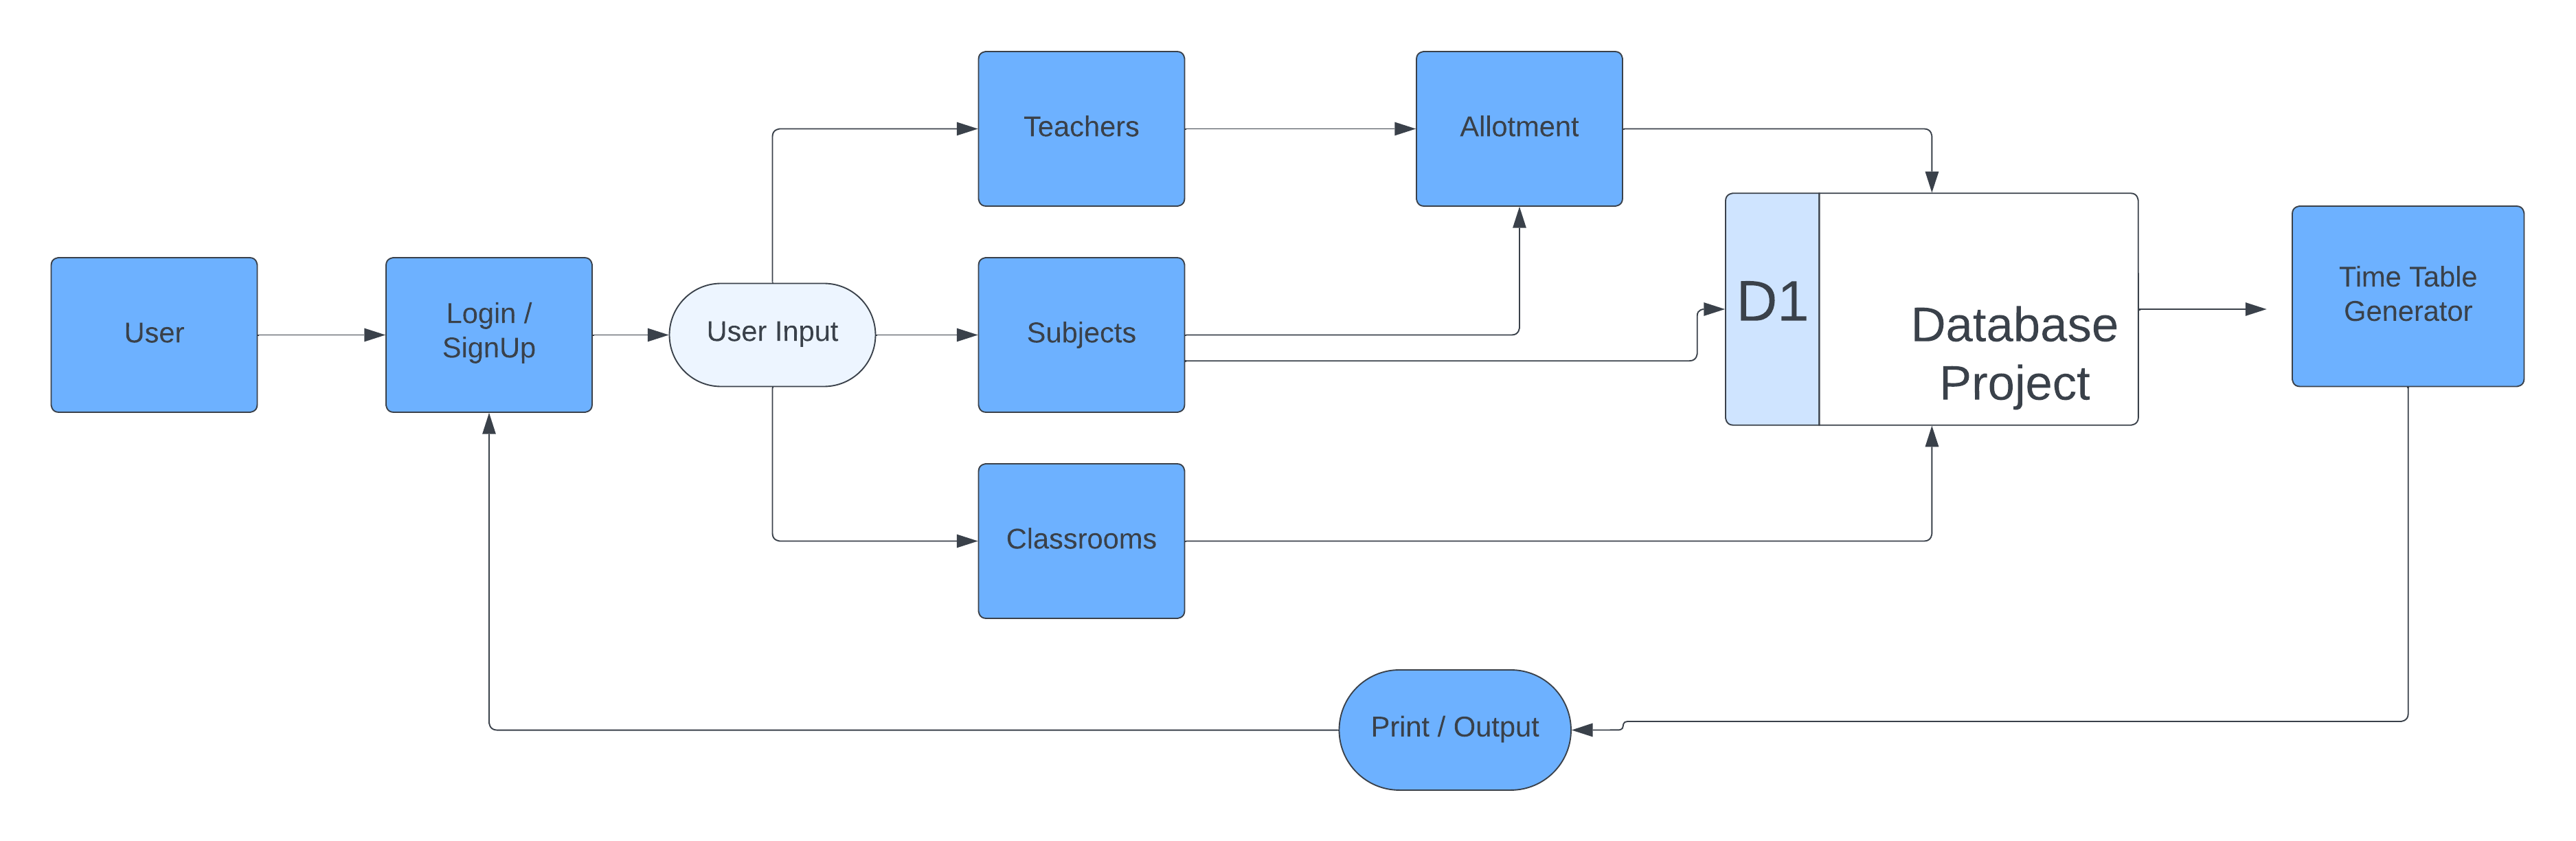 Teachers
Allotment
User
Login /
SignUp
User Input
Subjects
D1
Database
Project
Time Table
Generator
Classrooms
Print / Output